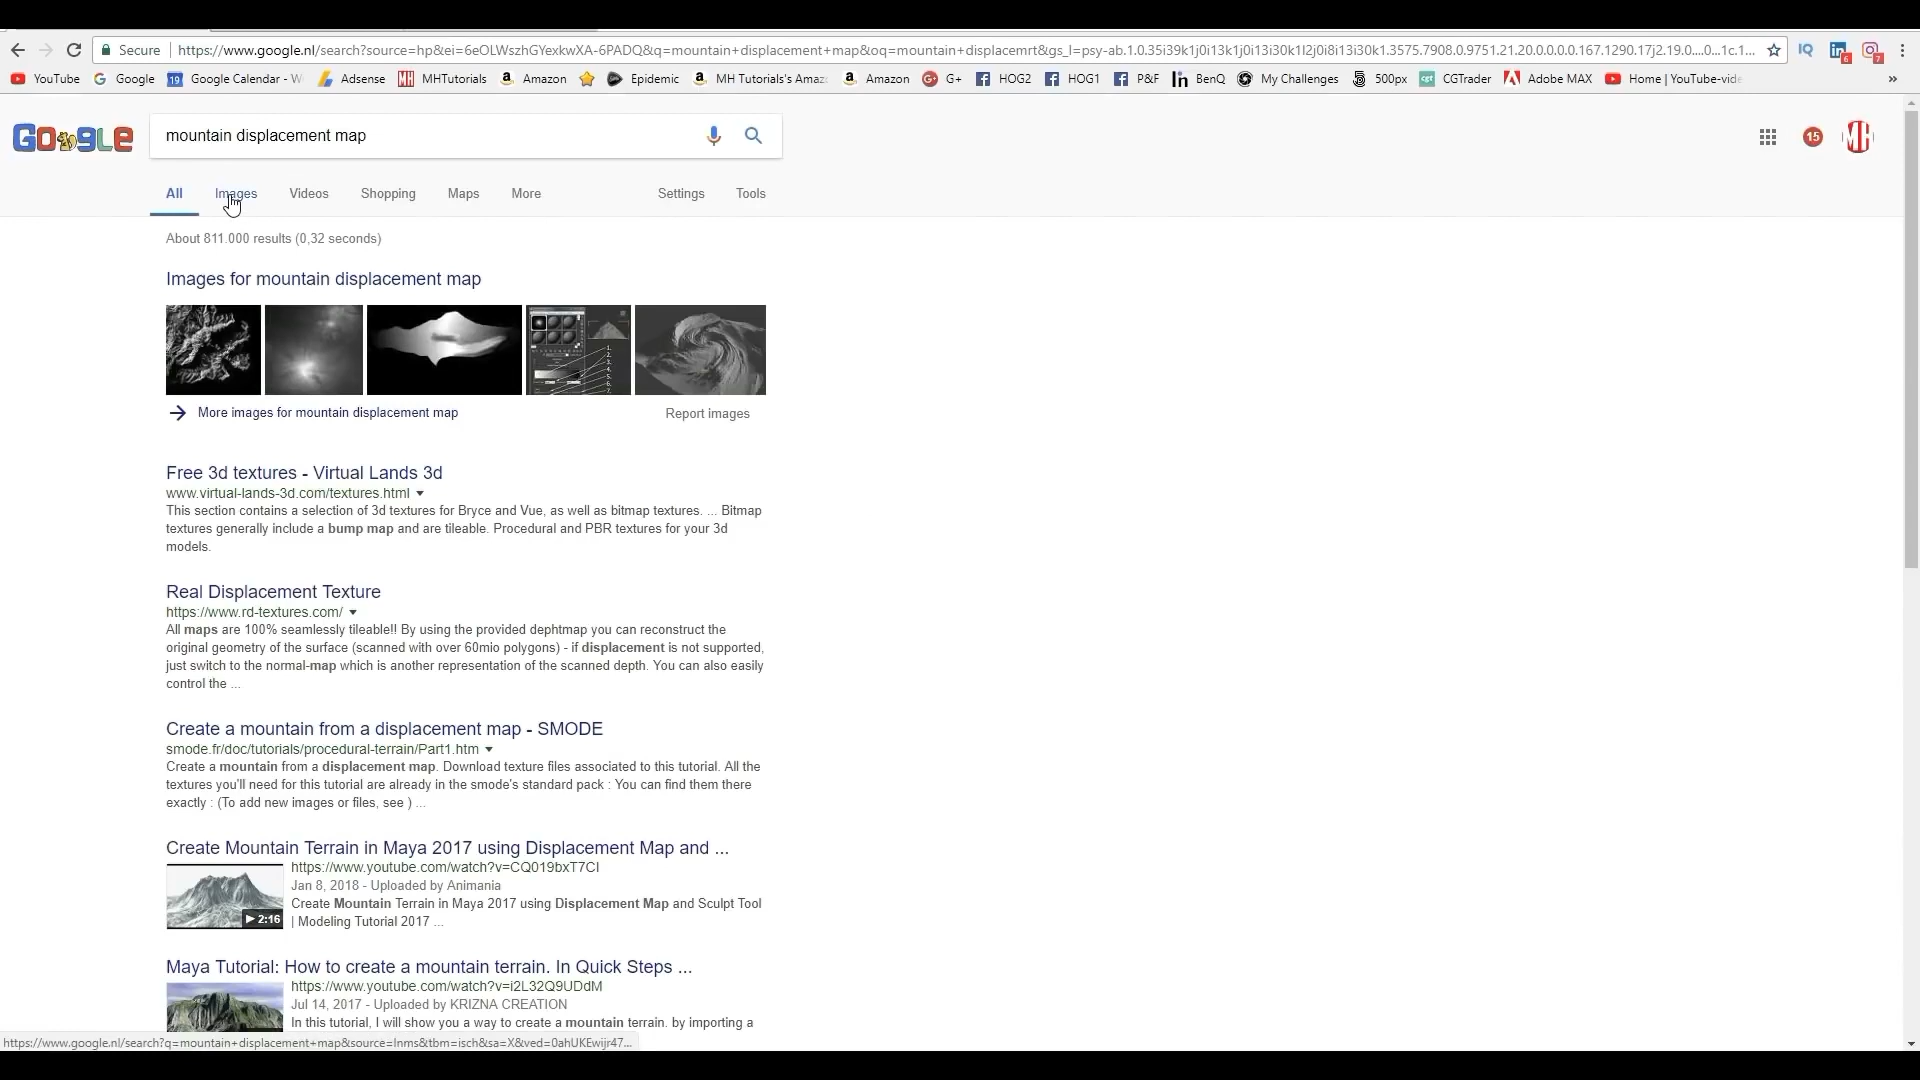 Secure
https://www.google.nl/search?source=hp&ei=6eOLWszhGYexkwXA-6PADQ&q=mountain+displacement+map&oq=mountain+displacemrt&gs_l=psy-ab.1.0.35i39k1j0i13k1j0i13i30k1l2j0i8i13i30k1.3575.7908.0.9751.21.20.0.0.0.0.167.1290.17j2.19.0....0...1c.1...
IQ
6
7
YouTube
Google
19 Google Calendar - W
Adsense
MH MHTutorials
Amazon
Epidemic
MH Tutorials's Amaz
Amazon
G+
HOG2
HOG1
P&F
BenQ
My Challenges
500px
cgt CGTrader
Adobe MAX
Home | YouTube-vide
»
Google
mountain displacement map
15
MH
All
Images
Videos
Shopping
Maps
More
Settings
Tools
About 811.000 results (0,32 seconds)
Images for mountain displacement map
More images for mountain displacement map
Report images
Free 3d textures - Virtual Lands 3d
www.virtual-lands-3d.com/textures.html
This section contains a selection of 3d textures for Bryce and Vue, as well as bitmap textures. ... Bitmap
textures generally include a bump map and are tileable. Procedural and PBR textures for your 3d
models.
Real Displacement Texture
https://www.rd-textures.com/
All maps are 100% seamlessly tileable!! By using the provided dephtmap you can reconstruct the
original geometry of the surface (scanned with over 60mio polygons) - if displacement is not supported,
just switch to the normal-map which is another representation of the scanned depth. You can also easily
control the ...
Create a mountain from a displacement map - SMODE
smode.fr/doc/tutorials/procedural-terrain/Part1.htm
Create a mountain from a displacement map. Download texture files associated to this tutorial. All the
textures you'll need for this tutorial are already in the smode's standard pack : You can find them there
exactly : (To add new images or files, see ) ...
Create Mountain Terrain in Maya 2017 using Displacement Map and ...
https://www.youtube.com/watch?v=CQ019bxT7CI
Jan 8, 2018 - Uploaded by Animania
Create Mountain Terrain in Maya 2017 using Displacement Map and Sculpt Tool
| Modeling Tutorial 2017 ...
2:16
Maya Tutorial: How to create a mountain terrain. In Quick Steps ...
https://www.youtube.com/watch?v=i2L32Q9UDdM
Jul 14, 2017 - Uploaded by KRIZNA CREATION
In this tutorial, I will show you a way to create a mountain terrain. by importing a
https://www.google.nl/search?q=mountain+displacement+map&source=lnms&tbm=isch&sa=X&ved=0ahUKEwijr47...